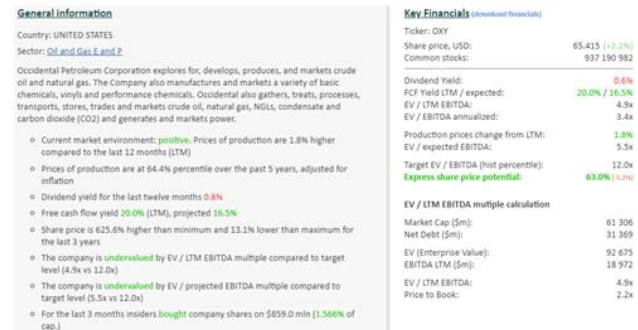 General information
Country: UNITED STATES
Sector: Oil and Gas E and P
Occidental Petroleum Corporation explores for, develops, produces, and markets crude
oil and natural gas. The Company also manufactures and markets a variety of basic
chemicals, vinyls and performance chemicals. Occidental also gathers, treats, processes,
transports, stores, trades and markets crude oil, natural gas, NGLs, condensate and
carbon dioxide (CO2) and generates and markets power.
Current market environment: positive. Prices of production are 1.8% higher
compared to the last 12 months (LTM)
Prices of production are at 64.4% percentile over the past 5 years, adjusted for
inflation
Dividend yield for the last twelve months 0.6%
Free cash flow yield 20.0% (LTM), projected 16.5%
Share price is 625.6% higher than minimum and 13.1% lower than maximum for
the last 3 years
The company is undervalued by EV / LTM EBITDA multiple compared to target
level (4.9x vs 12.0x)
The company is undervalued by EV / projected EBITDA multiple compared to
target level (5.5x vs 12.0x)
For the last 3 months insiders bought company shares on $859.0 mln (1.566% of
cap.)
Key Financials (download financials)
Ticker: OXY
Share price, USD: 65.415 (+2.2%)
Common stocks: 937 190 982
Dividend Yield: 0.6%
FCF Yield LTM / expected: 20.0% / 16.5%
EV / LTM EBITDA: 4.9x
EV / EBITDA annualized: 3.4x
Production prices change from LTM: 1.8%
EV / expected EBITDA: 5.5x
Target EV / EBITDA (hist percentile): 12.0x
Express share price potential: 63.0%
EV / LTM EBITDA mutiple calculation
Market Cap ($m): 61 306
Net Debt ($m): 31 369
EV (Enterprise Value): 92 675
EBITDA LTM ($m): 18 972
EV / LTM EBITDA: 4.9x
Price to Book: 2.2x